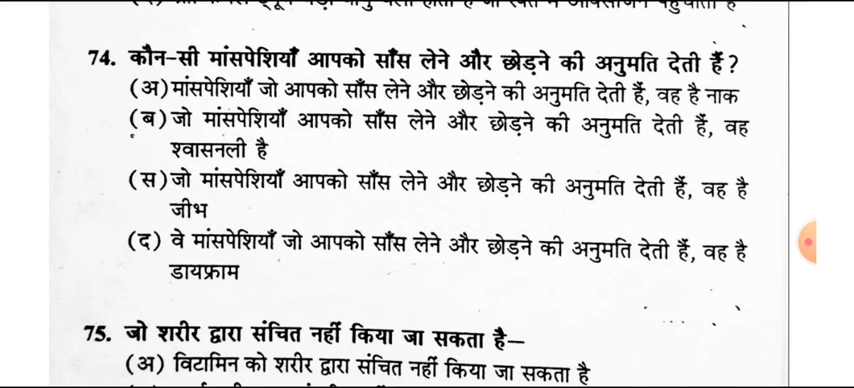 74. कौन-सी मांसपेशियाँ आपको साँस लेने और छोड़ने की अनुमति देती हैं?
(अ) मांसपेशियाँ जो आपको साँस लेने और छोड़ने की अनुमति देती हैं, वह है नाक
(ब) जो मांसपेशियाँ आपको साँस लेने और छोड़ने की अनुमति देती हैं, वह
श्वासनली है
(स) जो मांसपेशियाँ आपको साँस लेने और छोड़ने की अनुमति देती हैं, वह है
जीभ
(द) वे मांसपेशियाँ जो आपको साँस लेने और छोड़ने की अनुमति देती हैं, वह है
डायफ्राम
75. जो शरीर द्वारा संचित नहीं किया जा सकता है—
(अ) विटामिन को शरीर द्वारा संचित नहीं किया जा सकता है